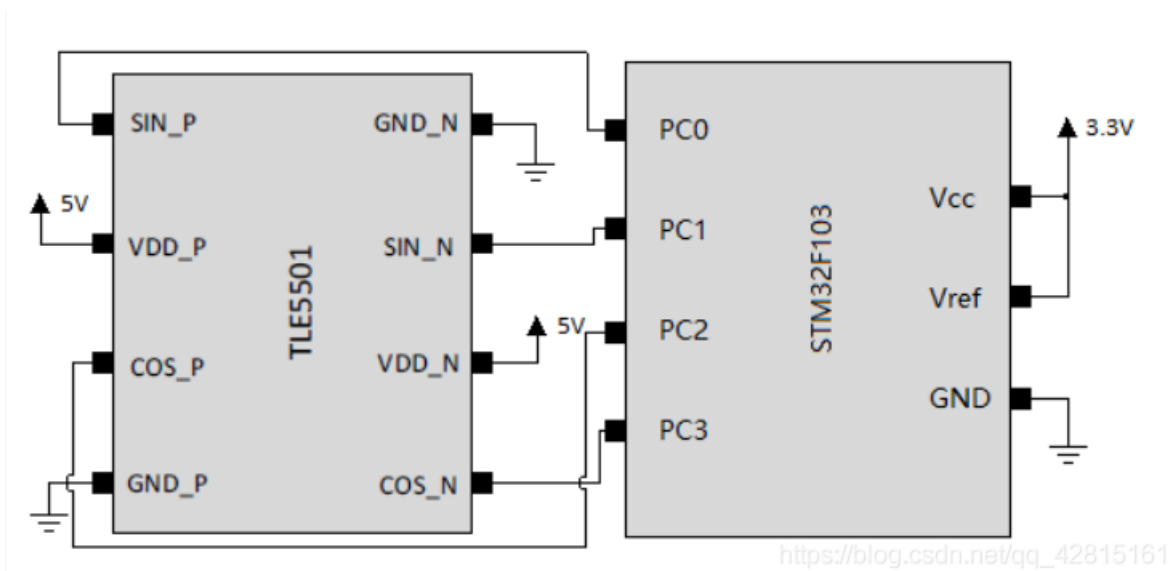 SIN_P
GND_N
5V
VDD_P
SIN_N
TLE5501
5V
COS_P
VDD_N
GND_P
COS_N
PC0
PC1
PC2
PC3
STM32F103
3.3V
Vcc
Vref
GND
https://blog.csdn.net/qq_42815161